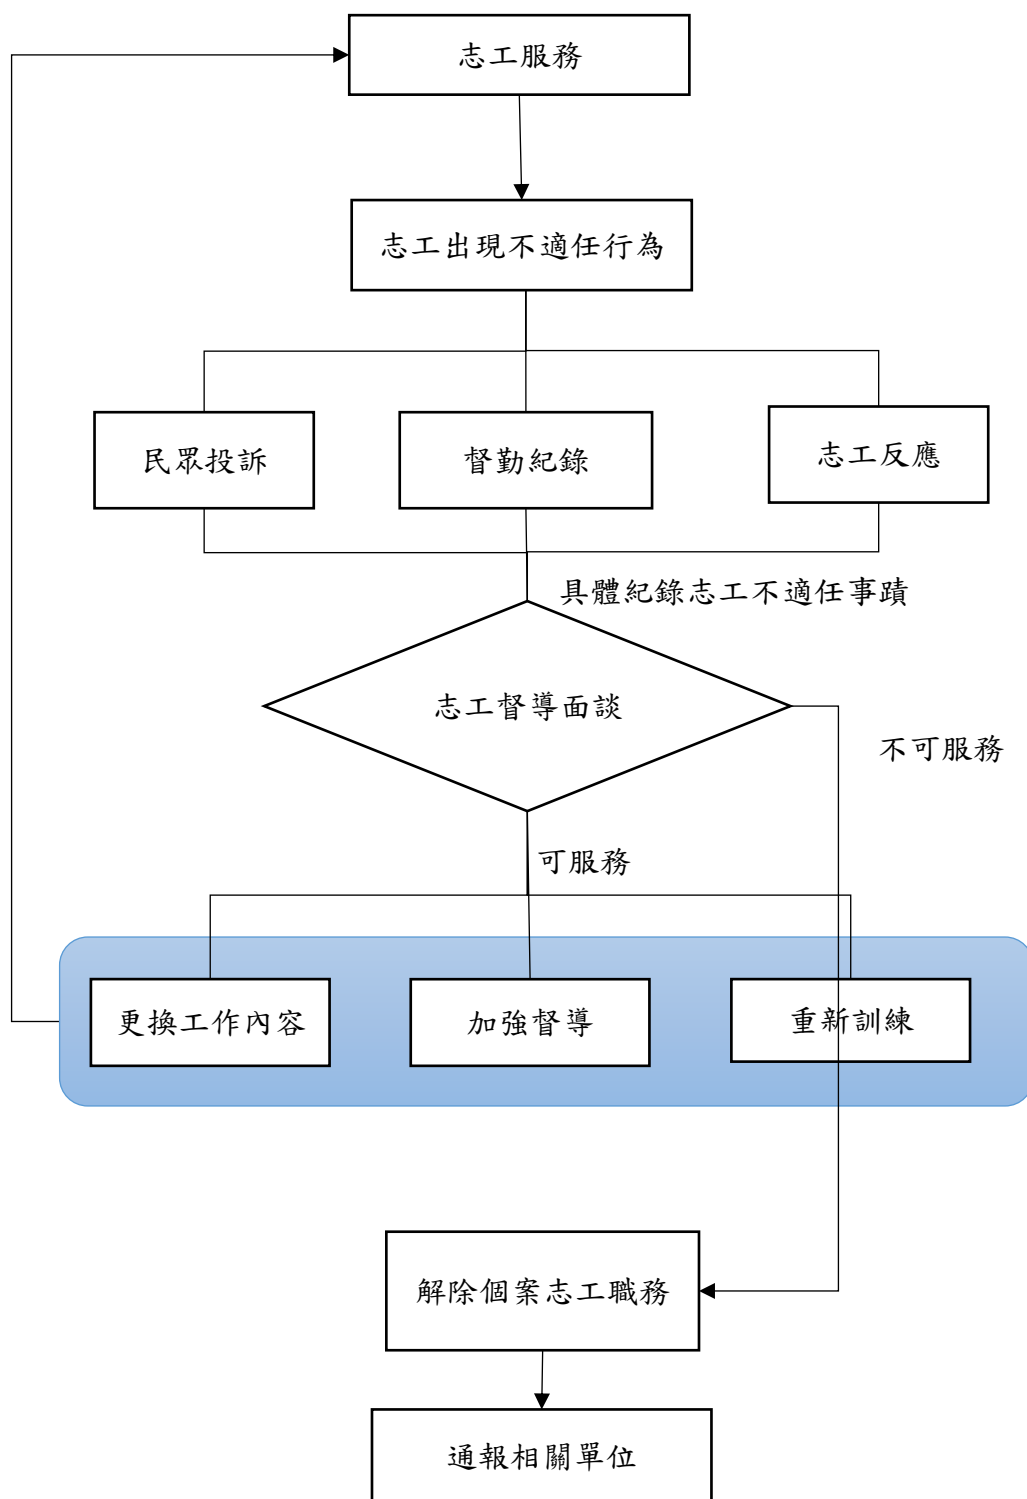 志工服務
志工出現不適任行為
民眾投訴
督勤紀錄
志工反應
具體紀錄志工不適任事蹟
志工督導面談
不可服務
可服務
更換工作內容
加強督導
重新訓練
解除個案志工職務
通報相關單位